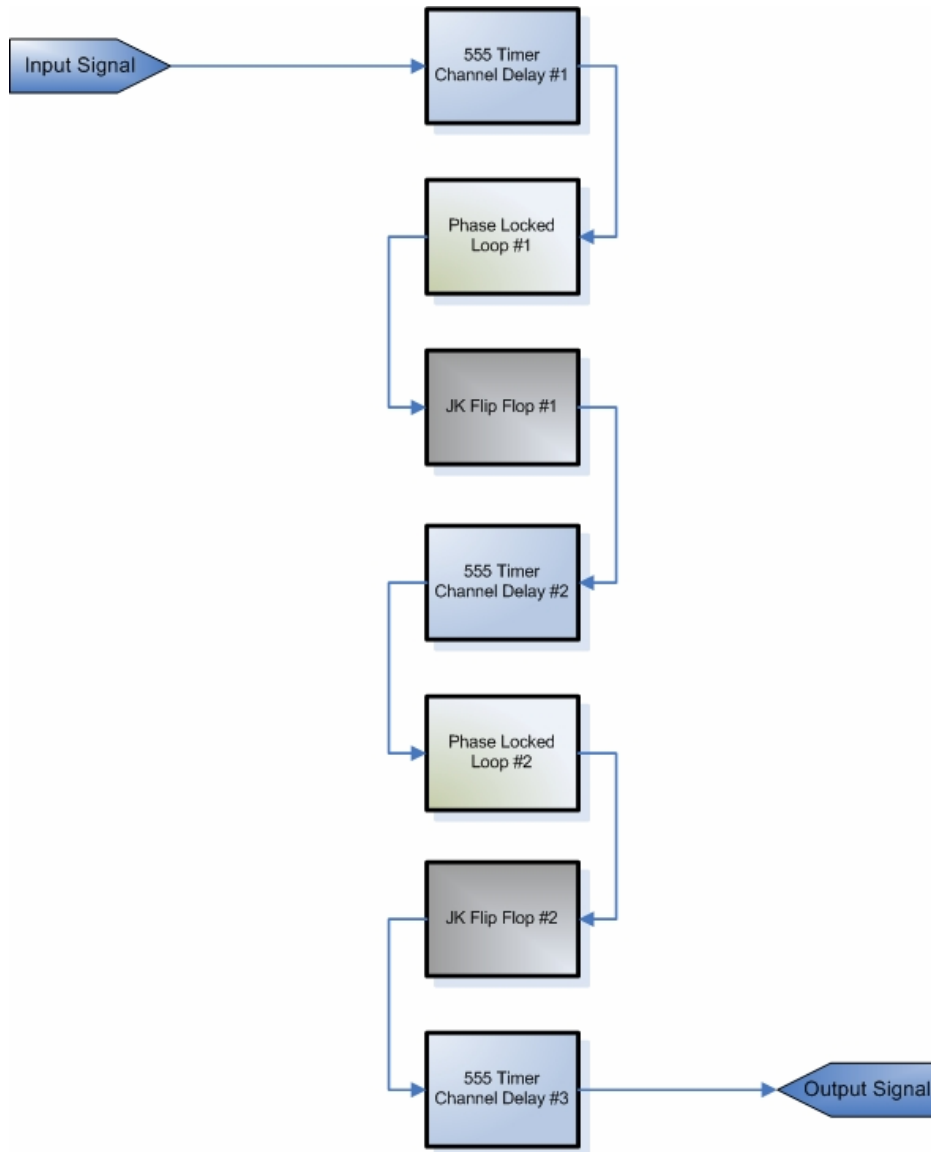 Input Signal
555 Timer
Channel Delay #1
Phase Locked
Loop #1
JK Flip Flop #1
555 Timer
Channel Delay #2
Phase Locked
Loop #2
JK Flip Flop #2
555 Timer
Channel Delay #3
Output Signal